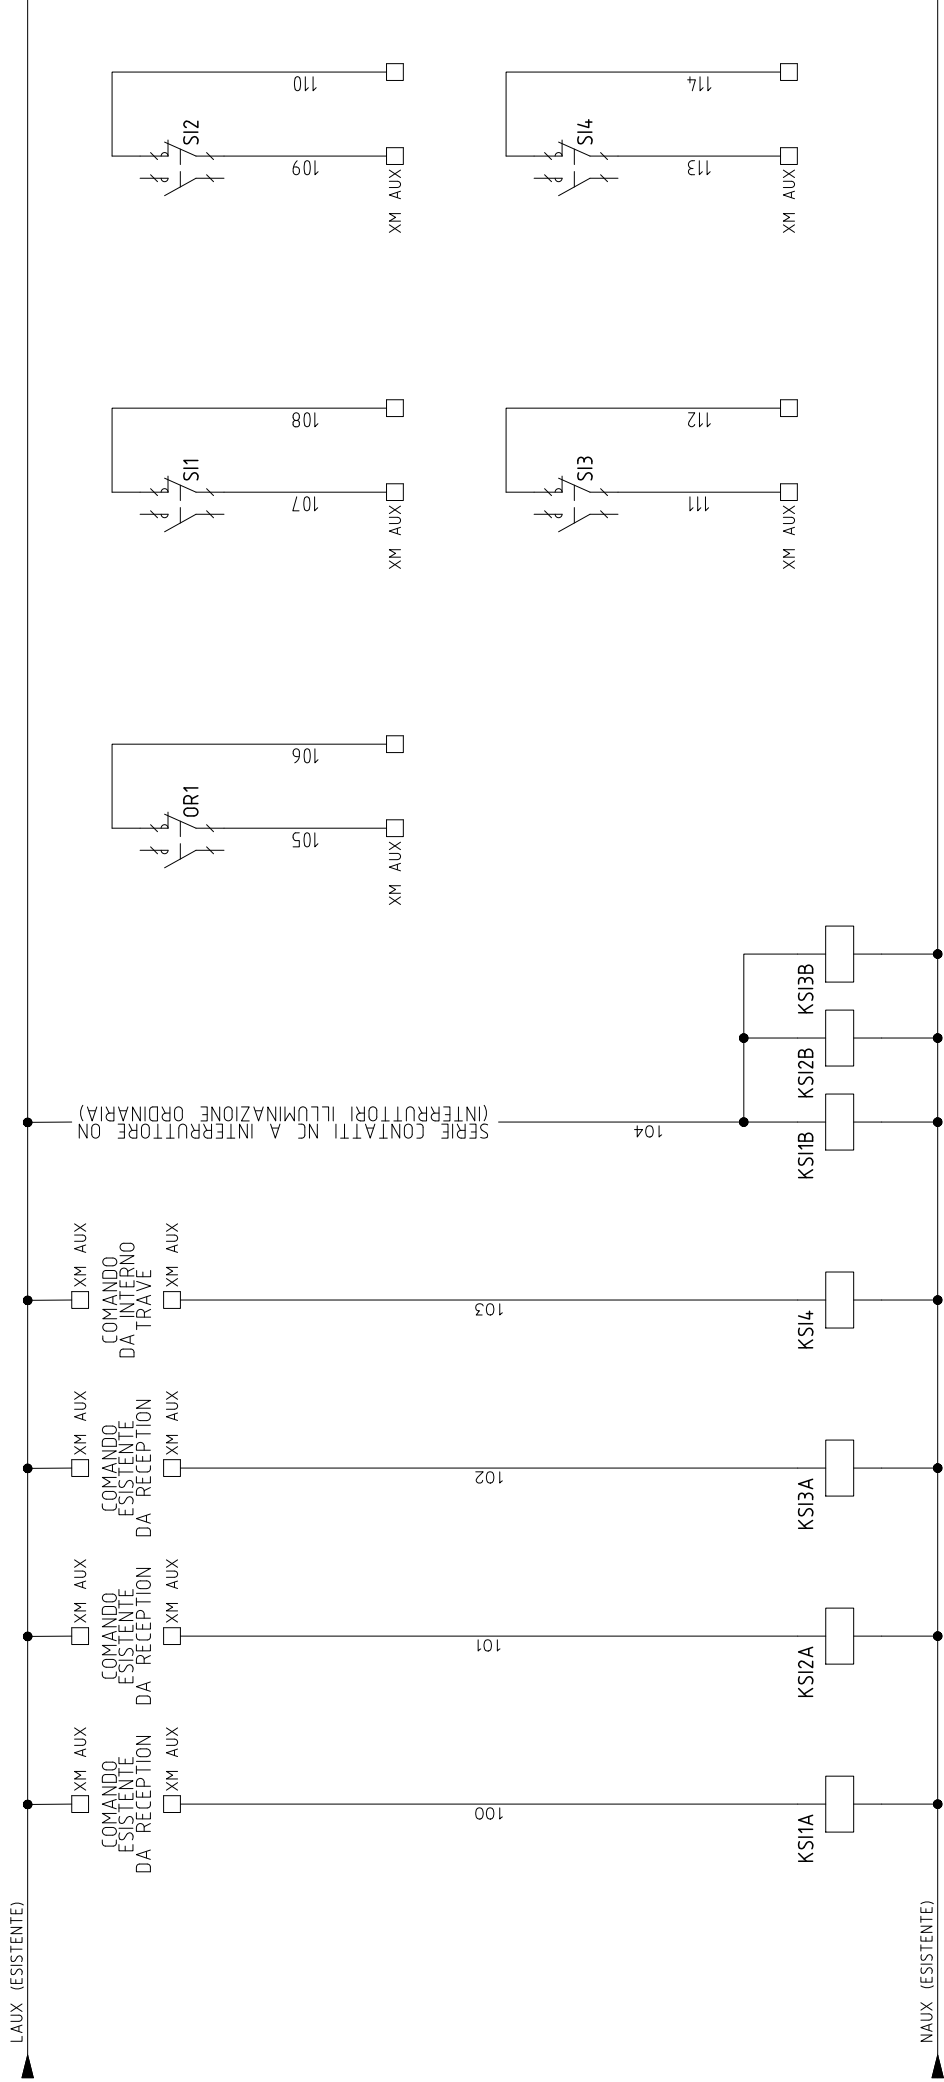 LAUX (ESISTENTE)
XM AUX
COMANDO
ESISTENTE
DA RECEPTION
XM AUX
100
KSI1A
XM AUX
COMANDO
ESISTENTE
DA RECEPTION
XM AUX
101
KSI2A
XM AUX
COMANDO
ESISTENTE
DA RECEPTION
XM AUX
102
KSI3A
XM AUX
COMANDO
DA INTERNO
TRAVE
XM AUX
103
KSI4
SERIE CONTATTI NC A INTERRUTTORE ON
(INTERRUTTORI ILLUMINAZIONE ORDINARIA)
104
KSI1B
KSI2B
KSI3B
OR1
105
106
XM AUX
SI1
107
108
XM AUX
SI2
109
110
XM AUX
SI3
111
112
XM AUX
SI4
113
114
XM AUX
NAUX (ESISTENTE)